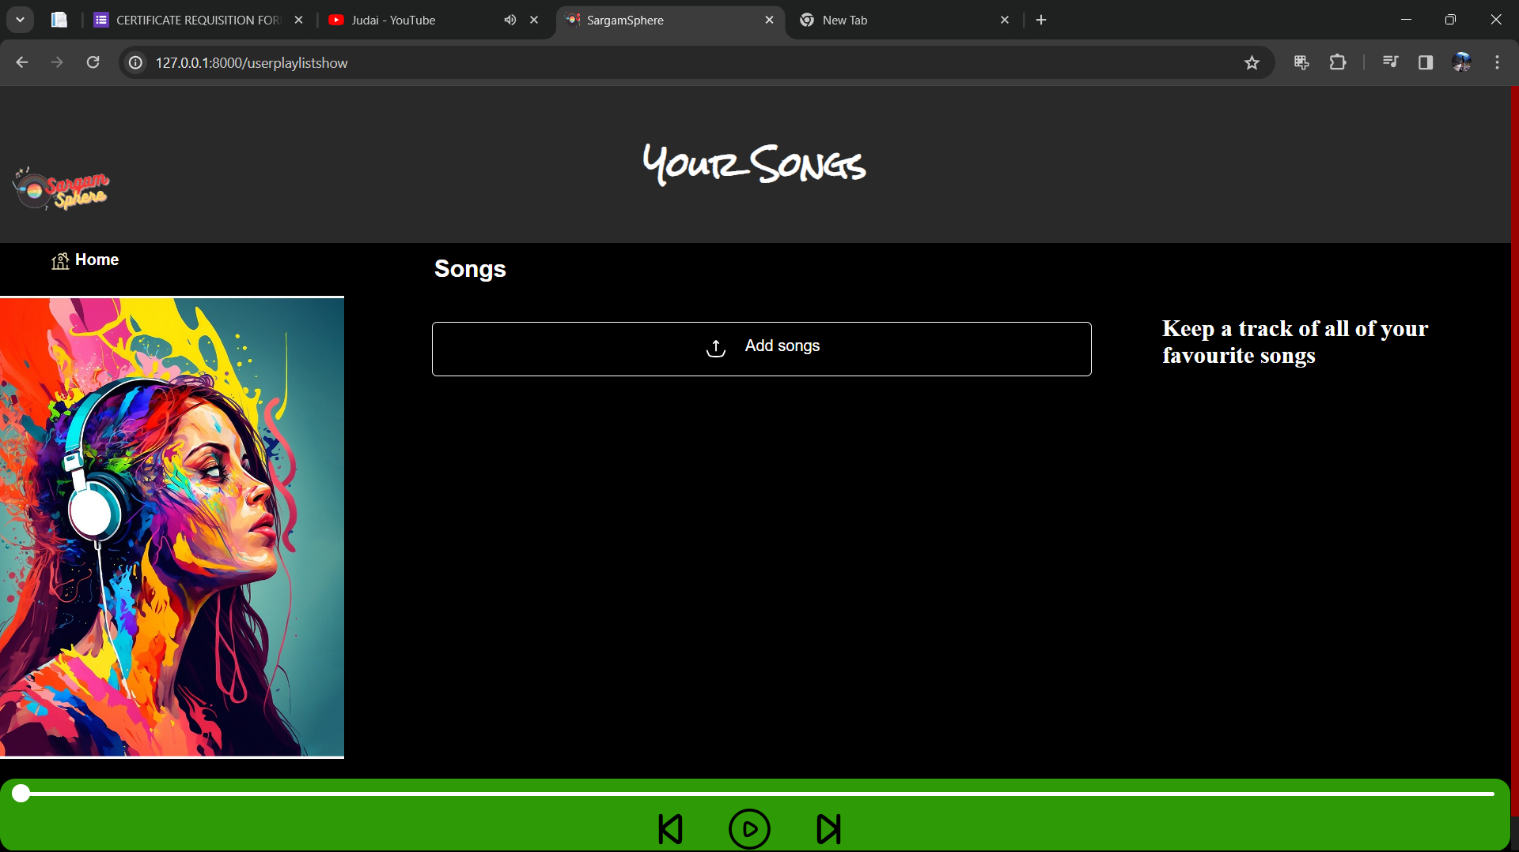 CERTIFICATE REQUISITION FOR
Judai - YouTube
SargamSphere
New Tab
127.0.0.1:8000/userplaylistshow
Your Songs
Sargam
Sphere
Home
Songs
Add songs
Keep a track of all of your
favourite songs